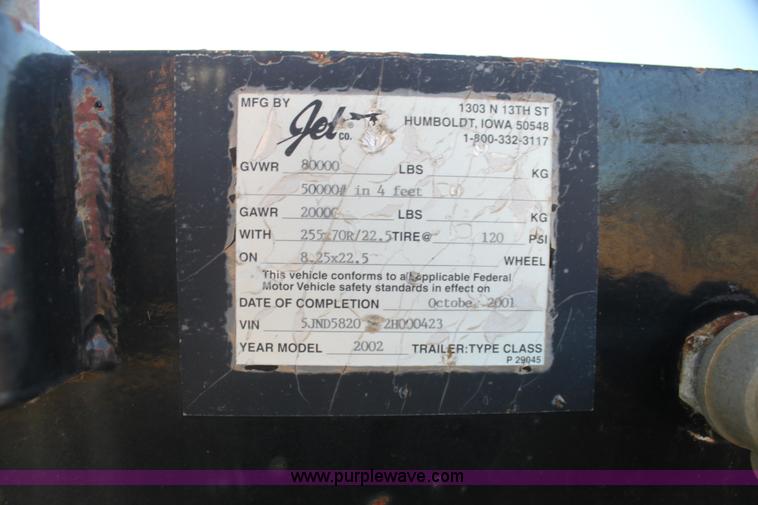 MFG BY Jet CO. 1303 N 13TH ST
HUMBOLDT, IOWA 50548
1-800-332-3117
GVWR 80000 LBS KG
50000# in 4 feet
GAWR 20000 LBS KG
WITH 255x70R/22.5 TIRE@ 120 PSI
ON 8.25x22.5 WHEEL
This vehicle conforms to all applicable Federal
Motor Vehicle safety standards in effect on
DATE OF COMPLETION October 2001
VIN 5JND5820 2H000423
YEAR MODEL 2002 TRAILER:TYPE CLASS
P 29045
www.purplewave.com